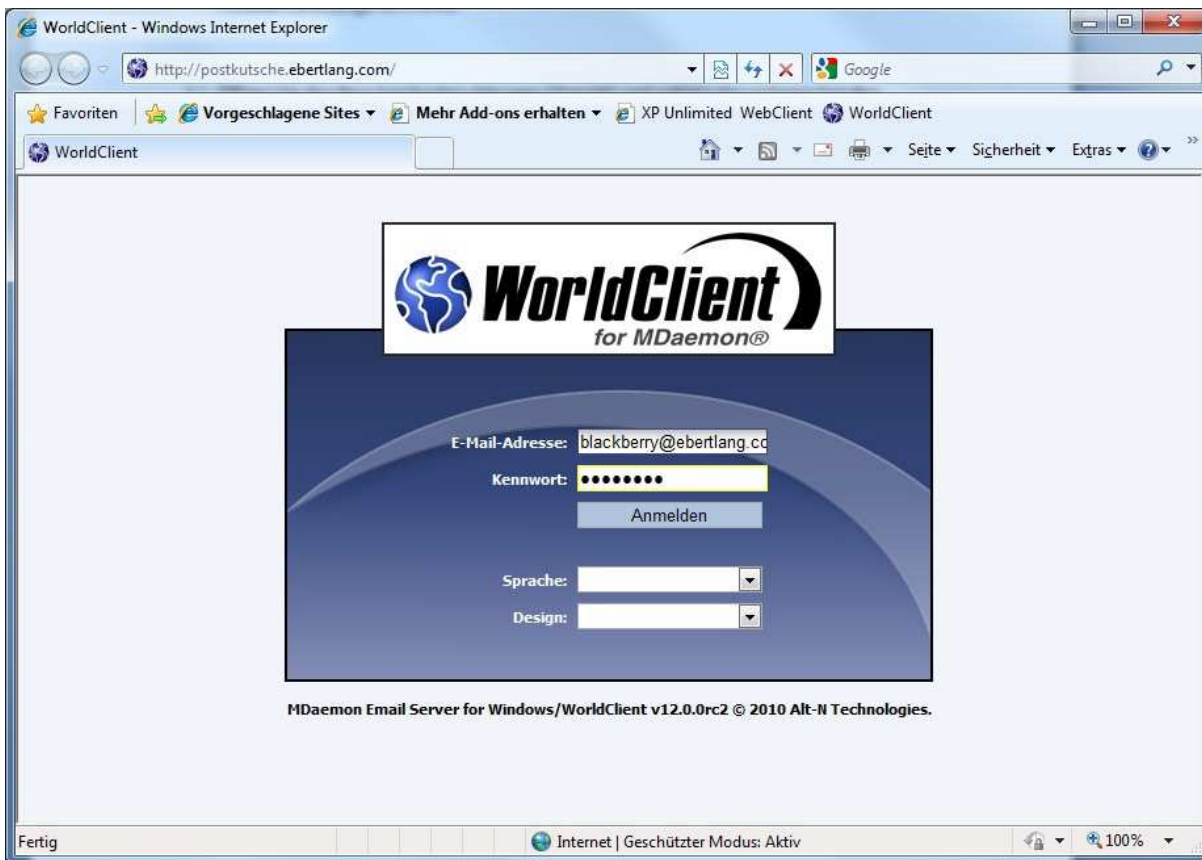 WorldClient - Windows Internet Explorer
http://postkutsche.ebertlang.com/
Google
Favoriten Vorgeschlagene Sites Mehr Add-ons erhalten XP Unlimited WebClient WorldClient
WorldClient Seite Sicherheit Extras
WorldClient
for MDaemon®
E-Mail-Adresse: blackberry@ebertlang.co
Kennwort: ••••••••
Anmelden
Sprache:
Design:
MDaemon Email Server for Windows/WorldClient v12.0.0rc2 © 2010 Alt-N Technologies.
Fertig Internet | Geschützter Modus: Aktiv 100%